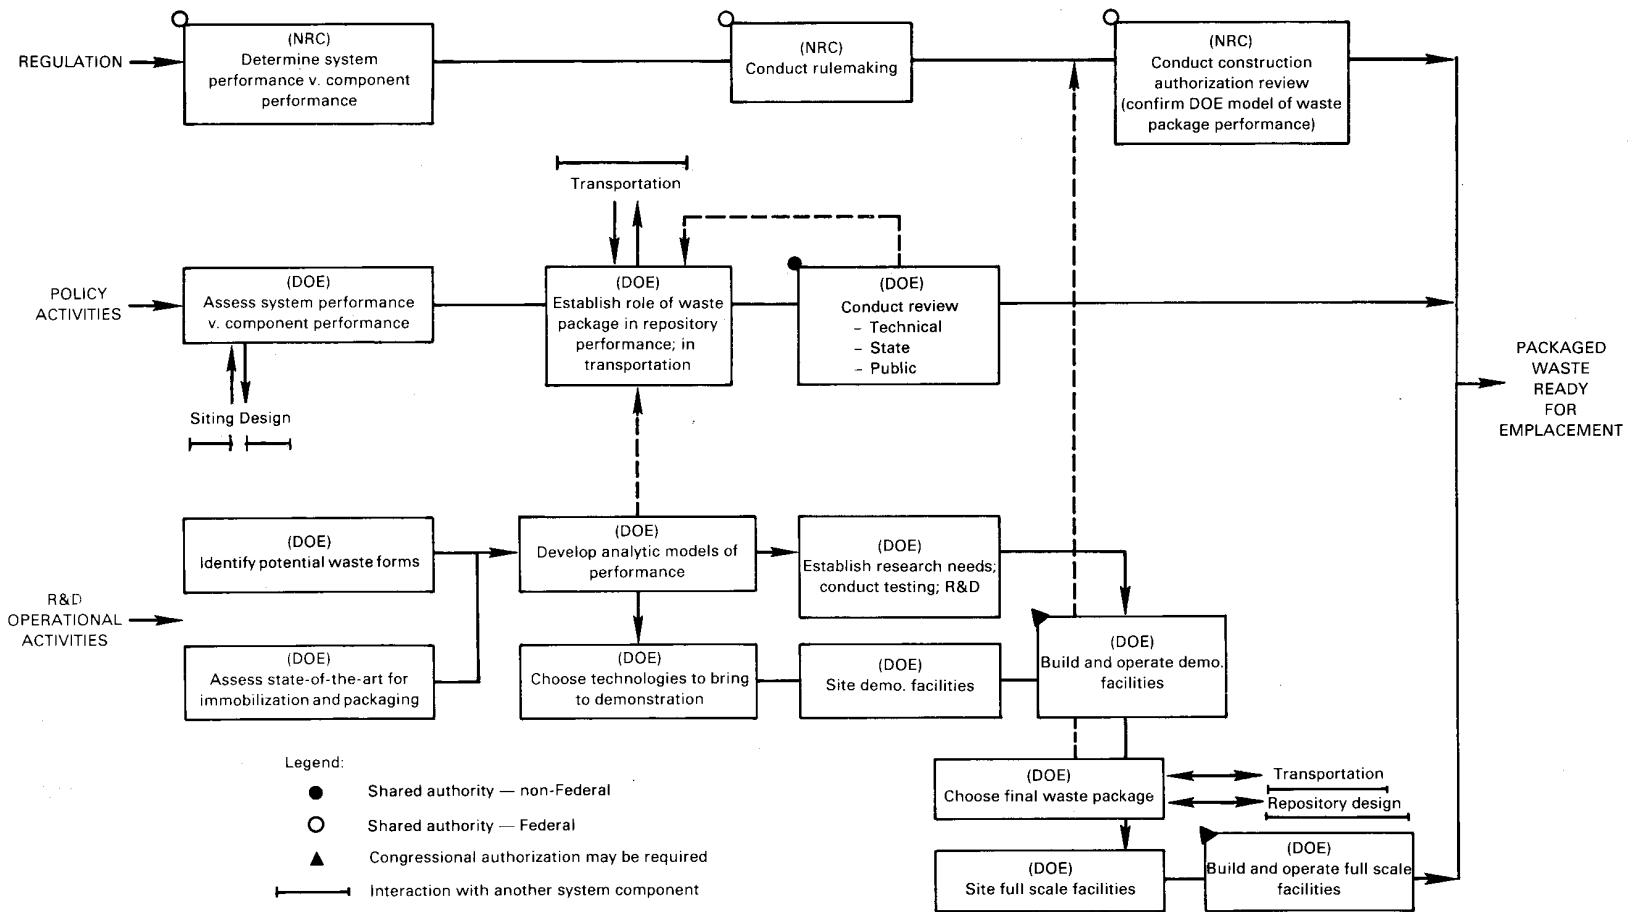 REGULATION
(NRC)
Determine system
performance v. component
performance
(NRC)
Conduct rulemaking
(NRC)
Conduct construction
authorization review
(confirm DOE model of waste
package performance)
Transportation
POLICY
ACTIVITIES
(DOE)
Assess system performance
v. component performance
(DOE)
Establish role of waste
package in repository
performance; in
transportation
(DOE)
Conduct review
– Technical
– State
– Public
Siting Design
PACKAGED
WASTE
READY
FOR
EMPLACEMENT
R&D
OPERATIONAL
ACTIVITIES
(DOE)
Identify potential waste forms
(DOE)
Develop analytic models of
performance
(DOE)
Establish research needs;
conduct testing; R&D
(DOE)
Assess state-of-the-art for
immobilization and packaging
(DOE)
Choose technologies to bring
to demonstration
(DOE)
Site demo. facilities
(DOE)
Build and operate demo.
facilities
(DOE)
Choose final waste package
Transportation
Repository design
(DOE)
Site full scale facilities
(DOE)
Build and operate full scale
facilities
Legend:
Shared authority — non-Federal
Shared authority — Federal
Congressional authorization may be required
Interaction with another system component